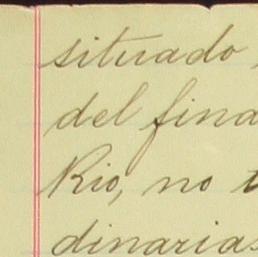 situado
del fina
Rio, no t
dinarias